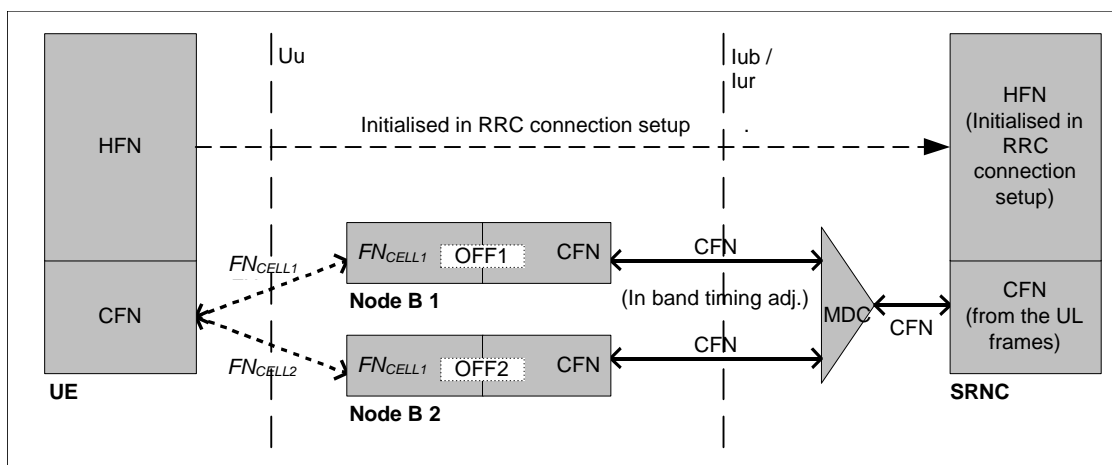 Uu
Iub /
Iur
HFN
Initialised in RRC connection setup .
HFN
(Initialised in
RRC
connection
setup)
FNCELL1
FNCELL1
OFF1
CFN
CFN
Node B 1
(In band timing adj.)
CFN
MDC
CFN
CFN
(from the UL
frames)
FNCELL2
FNCELL1
OFF2
CFN
CFN
Node B 2
UE
SRNC